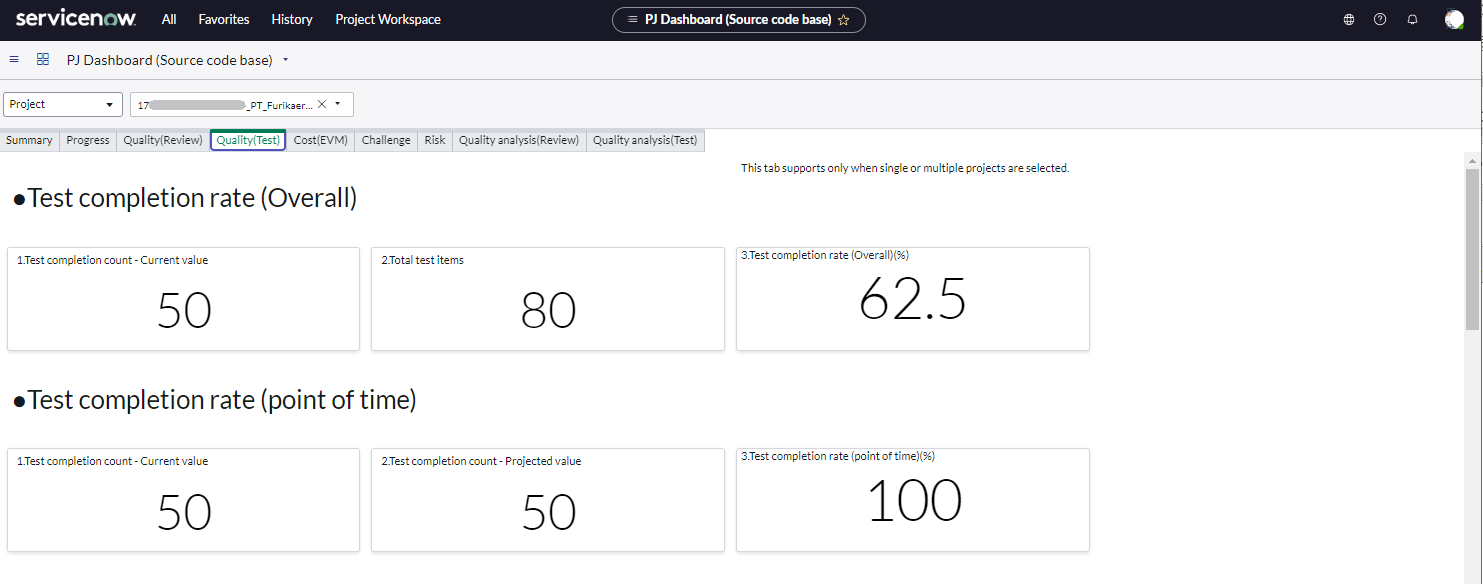 servicenow. All Favorites History Project Workspace PJ Dashboard (Source code base)
PJ Dashboard (Source code base)
Project 17 _PT_Furikaer...
Summary Progress Quality(Review) Quality(Test) Cost(EVM) Challenge Risk Quality analysis(Review) Quality analysis(Test)
This tab supports only when single or multiple projects are selected.
●Test completion rate (Overall)
1.Test completion count - Current value
50
2.Total test items
80
3.Test completion rate (Overall)(%)
62.5
●Test completion rate (point of time)
1.Test completion count - Current value
50
2.Test completion count - Projected value
50
3.Test completion rate (point of time)(%)
100